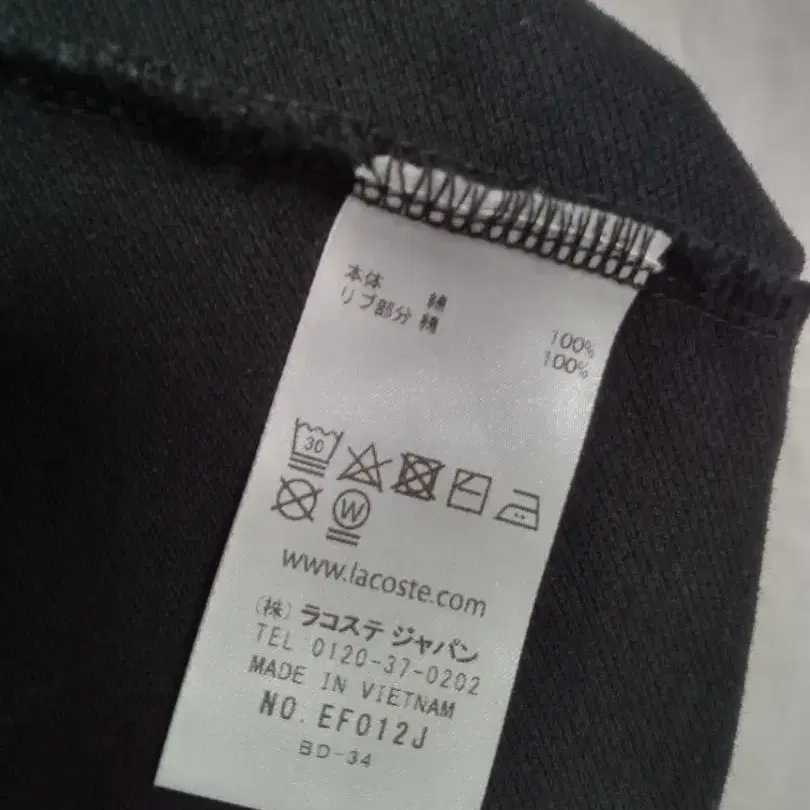 本体 綿 100%
リブ部分 綿 100%
30
W
www.lacoste.com
(株) ラコステ ジャパン
TEL 0120-37-0202
MADE IN VIETNAM
NO. EF012J
BD-34